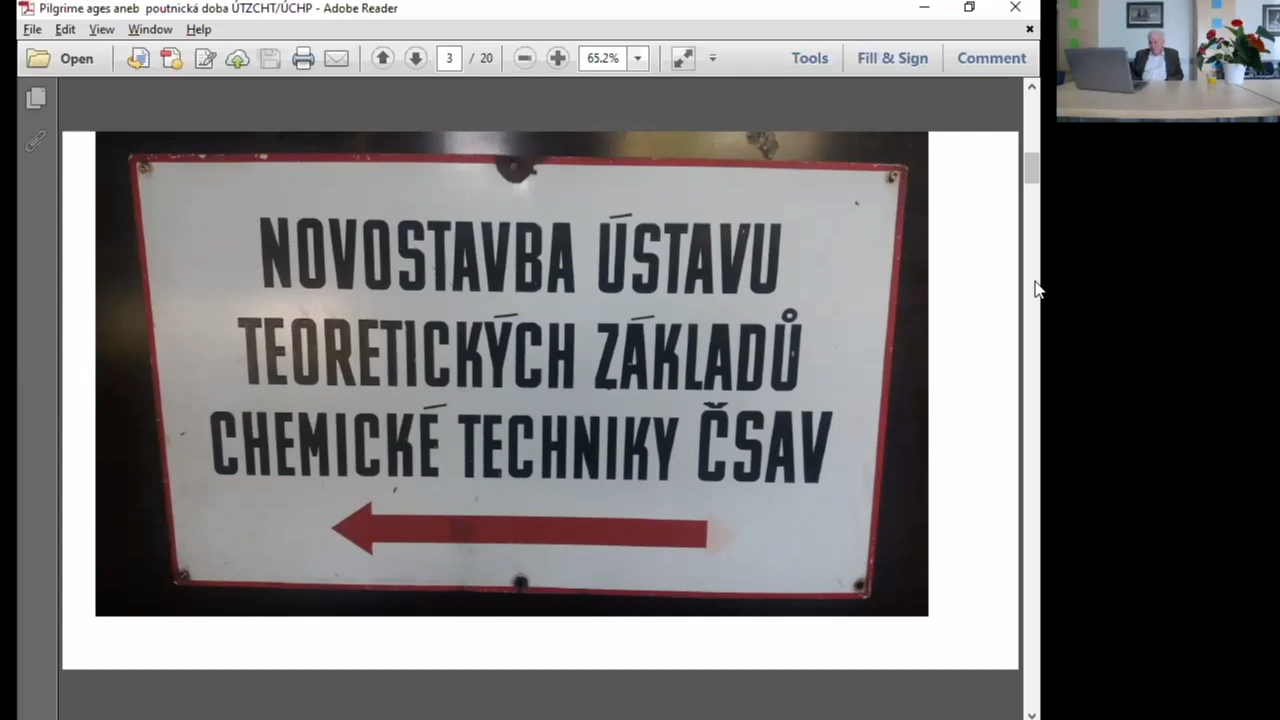 Pilgrime ages aneb poutnická doba ÚTZCHT/ÚCHP - Adobe Reader
File Edit View Window Help
Open 3 / 20 65.2% Tools Fill & Sign Comment
NOVOSTAVBA ÚSTAVU
TEORETICKÝCH ZÁKLADŮ
CHEMICKÉ TECHNIKY ČSAV